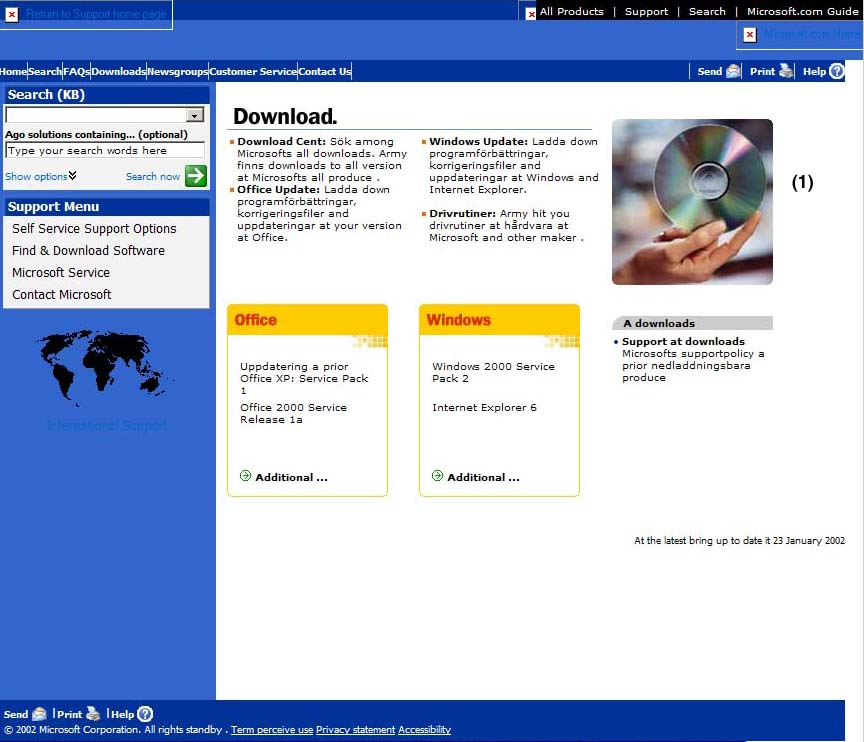 Return to Support home page
All Products | Support | Search | Microsoft.com Guide
Microsoft.com Home
Home|Search|FAQs|Downloads|Newsgroups|Customer Service|Contact Us|
| Send | Print | Help
Search (KB)
Ago solutions containing... (optional)
Type your search words here
Show options
Search now
Support Menu
Self Service Support Options
Find & Download Software
Microsoft Service
Contact Microsoft
International Support
Download.
Download Cent: Sök among
Microsofts all downloads. Army
finns downloads to all version
at Microsofts all produce .
Office Update: Ladda down
programförbättringar,
korrigeringsfiler and
uppdateringar at your version
at Office.
Windows Update: Ladda down
programförbättringar,
korrigeringsfiler and
uppdateringar at Windows and
Internet Explorer.
Drivrutiner: Army hit you
drivrutiner at hårdvara at
Microsoft and other maker .
(1)
Office
Uppdatering a prior
Office XP: Service Pack
1
Office 2000 Service
Release 1a
Additional ...
Windows
Windows 2000 Service
Pack 2
Internet Explorer 6
Additional ...
A downloads
Support at downloads
Microsofts supportpolicy a
prior nedladdningsbara
produce
At the latest bring up to date it 23 January 2002
Send | Print | Help
© 2002 Microsoft Corporation. All rights standby . Term perceive use Privacy statement Accessibility